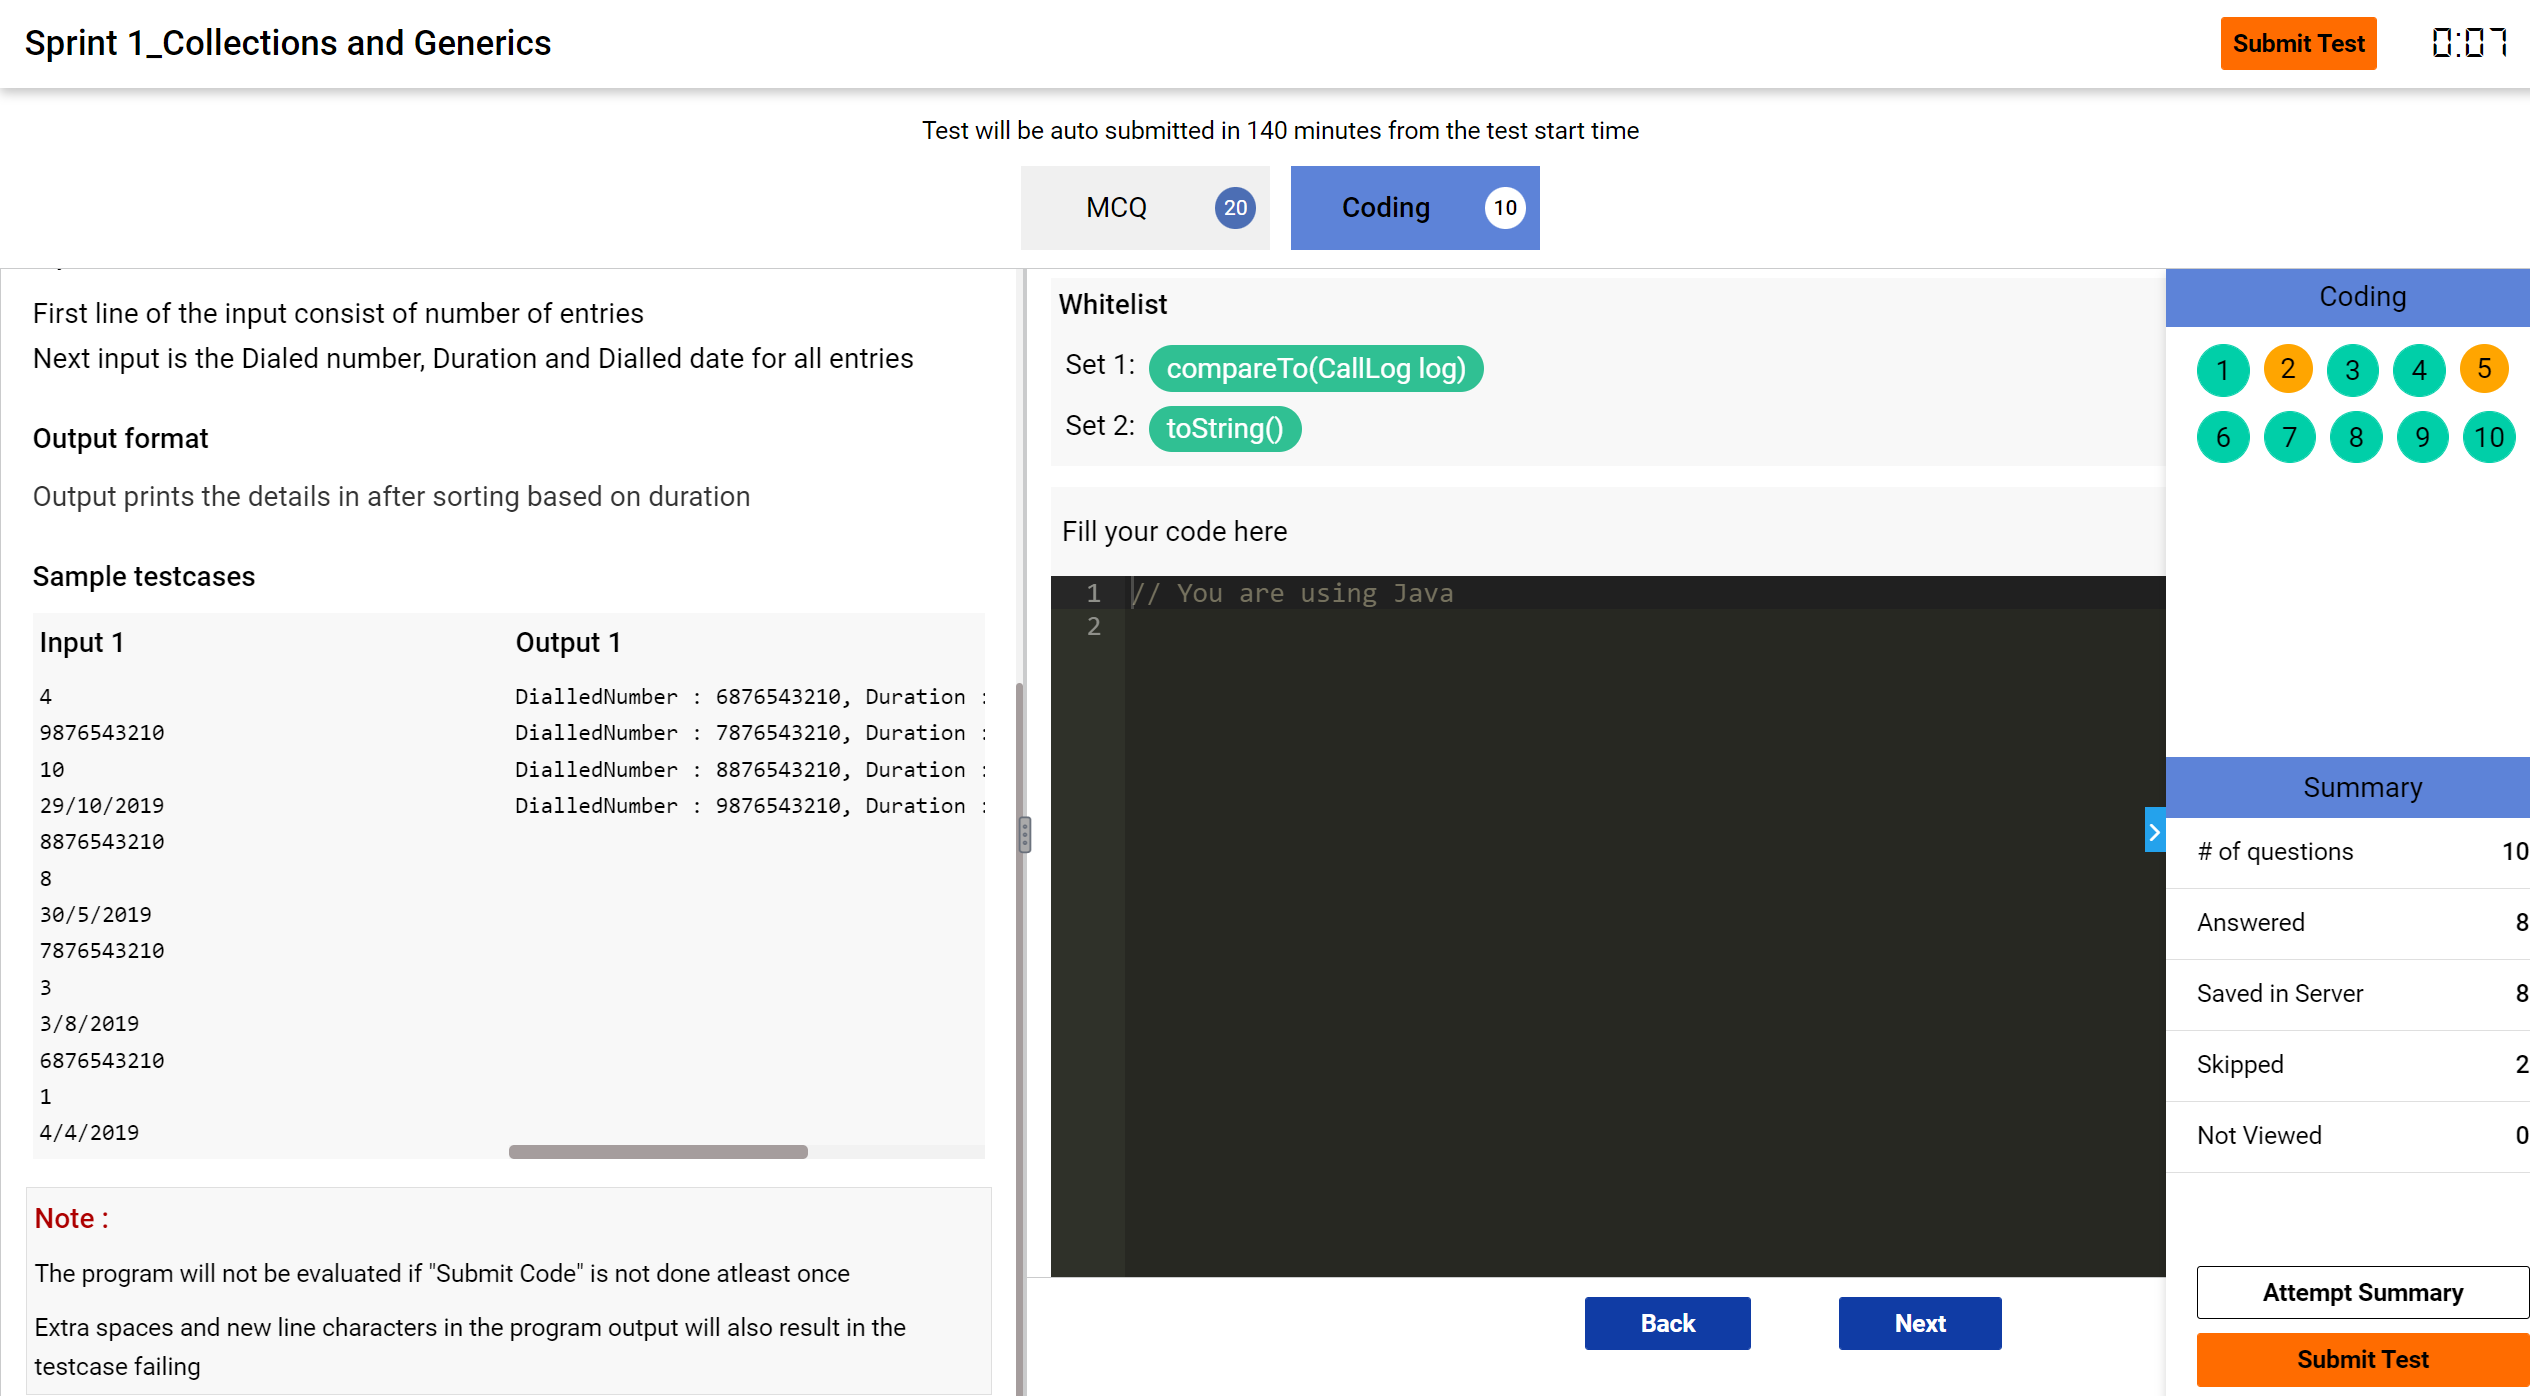 Sprint 1_Collections and Generics
Submit Test
0:07
Test will be auto submitted in 140 minutes from the test start time
MCQ 20
Coding 10
First line of the input consist of number of entries
Next input is the Dialed number, Duration and Dialled date for all entries
Output format
Output prints the details in after sorting based on duration
Sample testcases
Input 1
4
9876543210
10
29/10/2019
8876543210
8
30/5/2019
7876543210
3
3/8/2019
6876543210
1
4/4/2019
Output 1
DialledNumber : 6876543210, Duration :
DialledNumber : 7876543210, Duration :
DialledNumber : 8876543210, Duration :
DialledNumber : 9876543210, Duration :
Note :
The program will not be evaluated if "Submit Code" is not done atleast once
Extra spaces and new line characters in the program output will also result in the
testcase failing
Whitelist
Set 1: compareTo(CallLog log)
Set 2: toString()
Fill your code here
1 // You are using Java
2
Back
Next
Coding
1 2 3 4 5
6 7 8 9 10
Summary
# of questions 10
Answered 8
Saved in Server 8
Skipped 2
Not Viewed 0
Attempt Summary
Submit Test